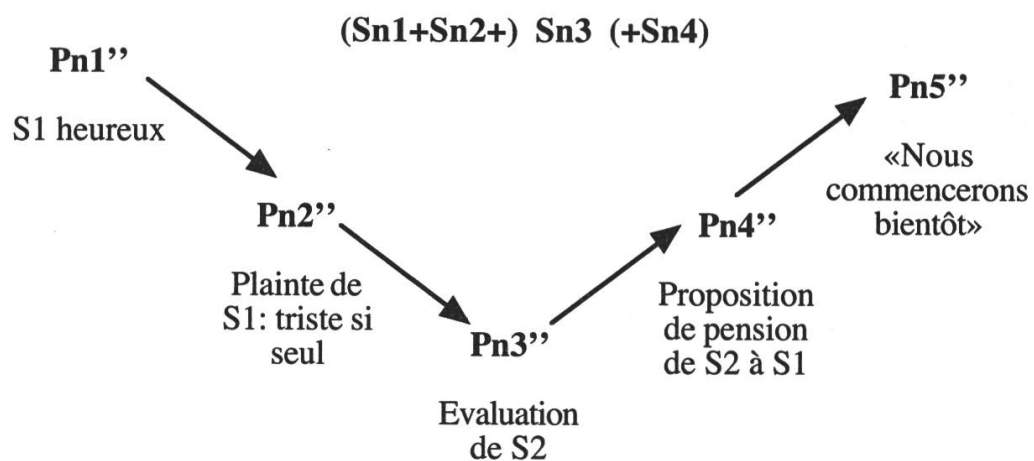 (Sn1+Sn2+) Sn3 (+Sn4)
Pn1’’
S1 heureux
Pn2’’
Plainte de
S1: triste si
seul
Pn3’’
Evaluation
de S2
Pn4’’
Proposition
de pension
de S2 à S1
Pn5’’
«Nous
commencerons
bientôt»